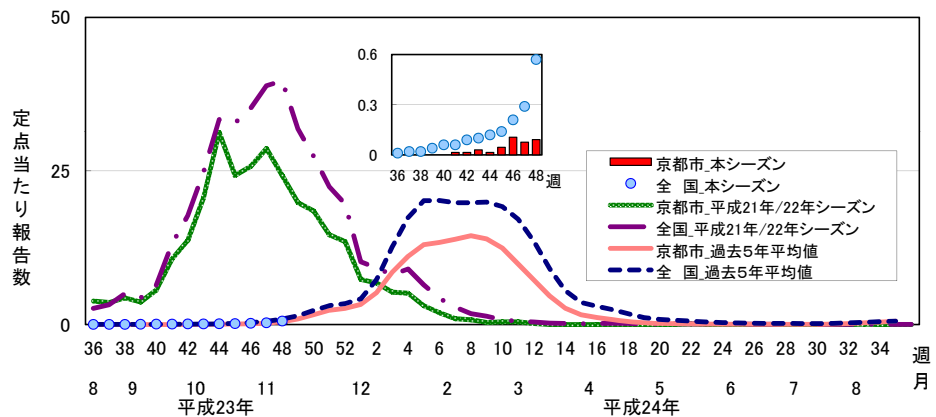 50
25
0
定点当たり報告数
0.6
0.3
0
36 38 40 42 44 46 48
週
京都市_本シーズン
全 国_本シーズン
京都市_平成21年/22年シーズン
全国_平成21年/22年シーズン
京都市_過去5年平均値
全 国_過去5年平均値
36 38 40 42 44 46 48 50 52 2 4 6 8 10 12 14 16 18 20 22 24 26 28 30 32 34
週
8 9 10 11 12 2 3 4 5 6 7 8
月
平成23年 平成24年